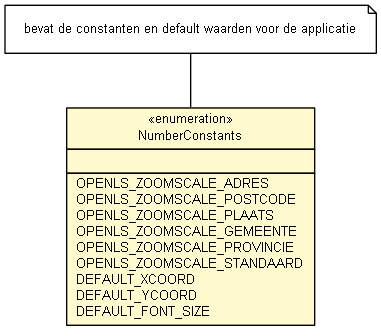 bevat de constanten en default waarden voor de applicatie
«enumeration»
NumberConstants
OPENLS_ZOOMSCALE_ADRES
OPENLS_ZOOMSCALE_POSTCODE
OPENLS_ZOOMSCALE_PLAATS
OPENLS_ZOOMSCALE_GEMEENTE
OPENLS_ZOOMSCALE_PROVINCIE
OPENLS_ZOOMSCALE_STANDAARD
DEFAULT_XCOORD
DEFAULT_YCOORD
DEFAULT_FONT_SIZE